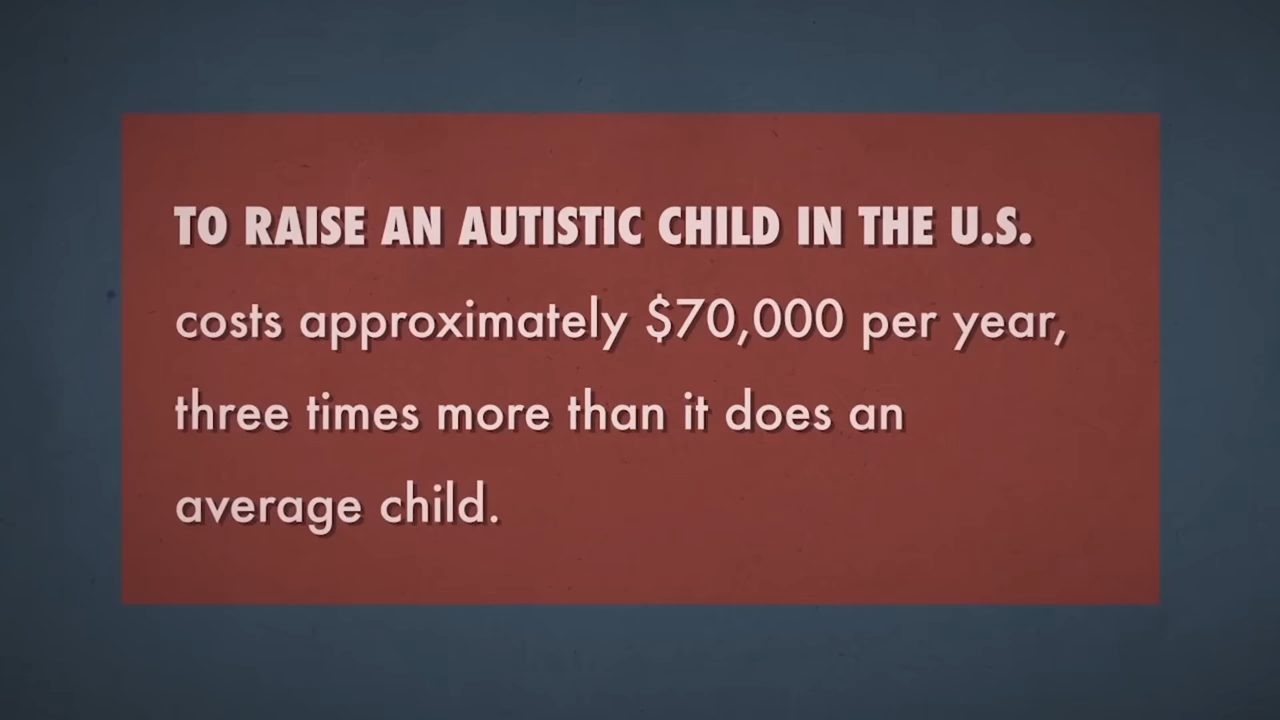 TO RAISE AN AUTISTIC CHILD IN THE U.S.
costs approximately $70,000 per year,
three times more than it does an
average child.